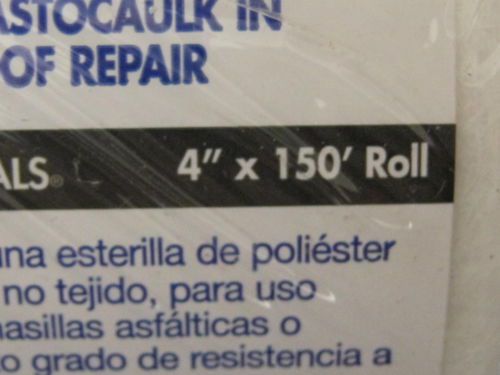 ASTOCAULK IN
OF REPAIR
ALS® 4” x 150’ Roll
una esterilla de poliéster
no tejido, para uso
nasillas asfálticas o
o grado de resistencia a